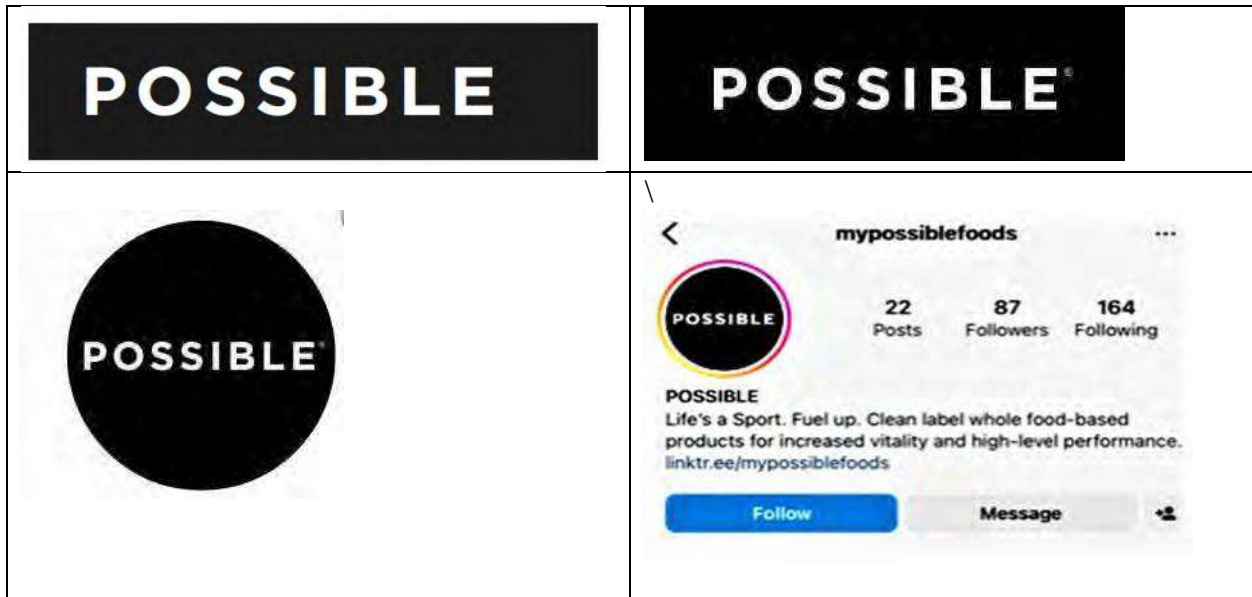 POSSIBLE
POSSIBLE®
POSSIBLE®
\
mypossiblefoods
22 87 164
Posts Followers Following
POSSIBLE
POSSIBLE
Life's a Sport. Fuel up. Clean label whole food-based
products for increased vitality and high-level performance.
linktr.ee/mypossiblefoods
Follow Message